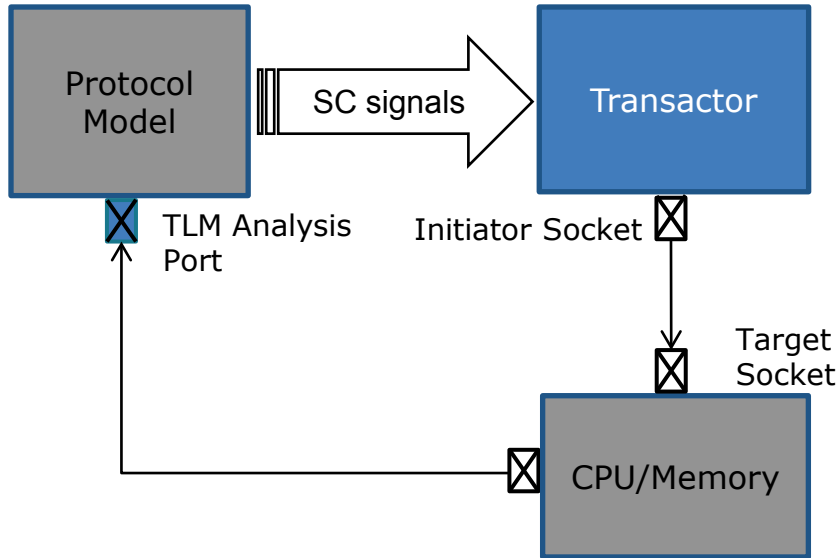 Protocol
Model
SC signals
Transactor
TLM Analysis
Port
Initiator Socket
Target
Socket
CPU/Memory